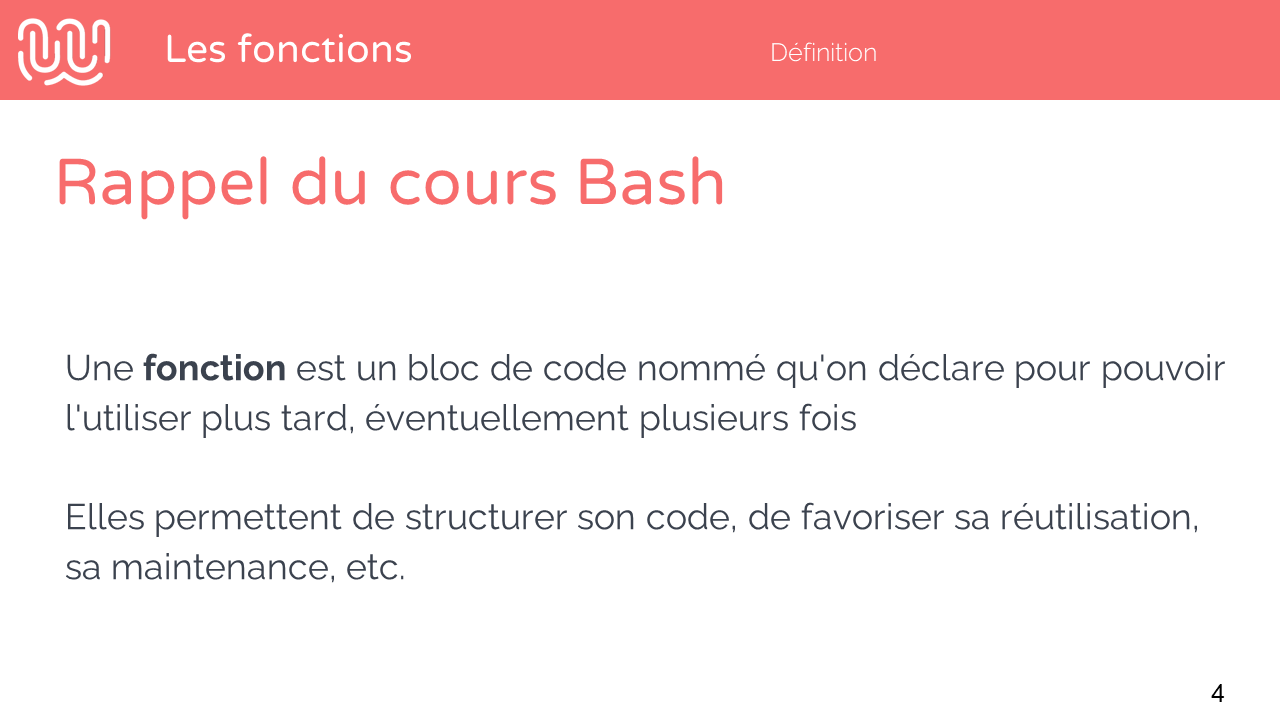 Les fonctions
Définition
Rappel du cours Bash
Une fonction est un bloc de code nommé qu'on déclare pour pouvoir
l'utiliser plus tard, éventuellement plusieurs fois
Elles permettent de structurer son code, de favoriser sa réutilisation,
sa maintenance, etc.
4